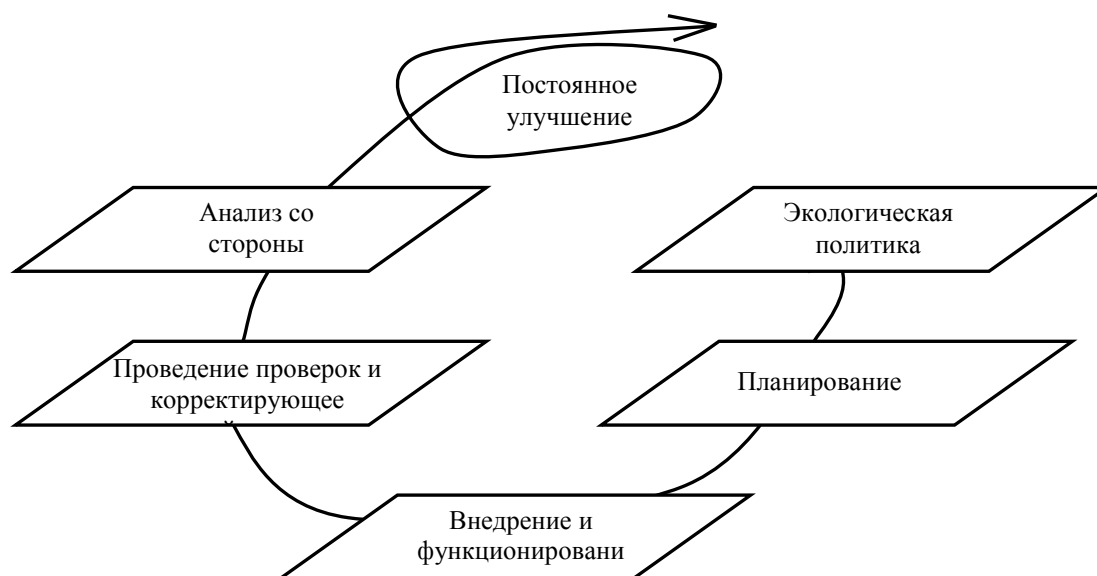 Постоянное
улучшение
Анализ со
стороны
Экологическая
политика
Проведение проверок и
корректирующее
Планирование
Внедрение и
функционировани